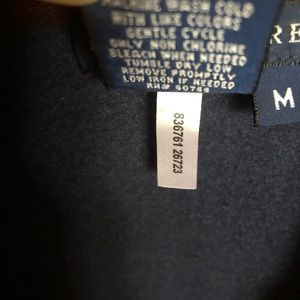 MACHINE WASH COLD
WITH LIKE COLORS
GENTLE CYCLE
ONLY NON CHLORINE
BLEACH WHEN NEEDED
TUMBLE DRY LOW
REMOVE PROMPTLY
LOW IRON IF NEEDED
RN# 50766
RE
M
836761 26723